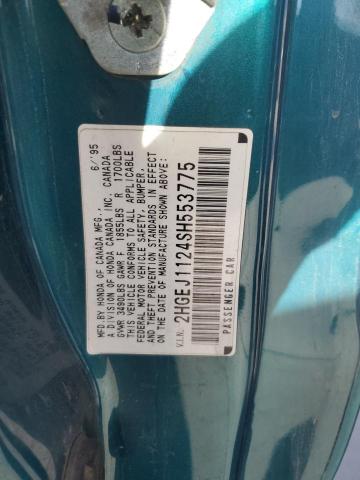 MFD.BY HONDA OF CANADA MFG., 6/'95
A DIVISION OF HONDA CANADA INC. CANADA
GVWR 3490LBS GAWR F 1855LBS R 1700LBS
THIS VEHICLE CONFORMS TO ALL APPLICABLE
FEDERAL MOTOR VEHICLE SAFETY, BUMPER,
AND THEFT PREVENTION STANDARDS IN EFFECT
ON THE DATE OF MANUFACTURE SHOWN ABOVE.
V.I.N. 2HGEJ1124SH553775
PASSENGER CAR